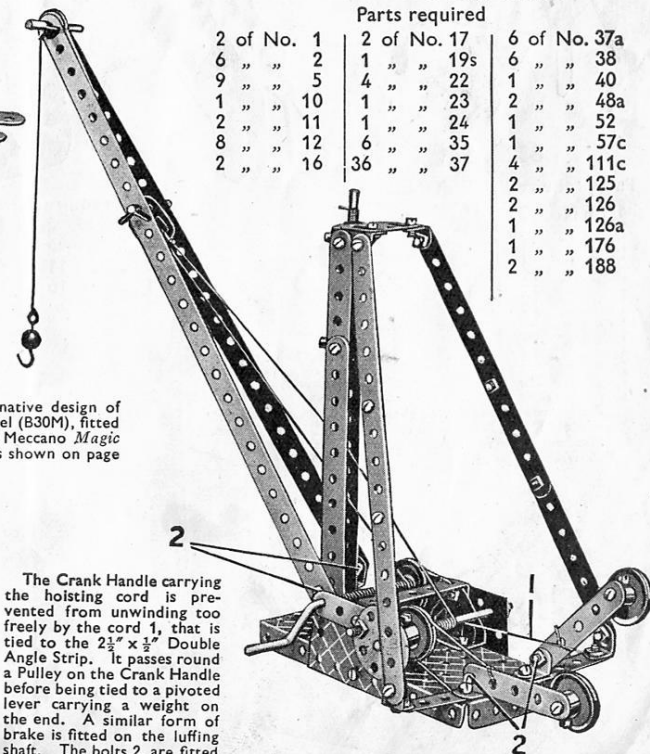 Parts required
2 of No. 1
6 „ „ 2
9 „ „ 5
1 „ „ 10
2 „ „ 11
8 „ „ 12
2 „ „ 16
2 of No. 17
1 „ „ 19s
4 „ „ 22
1 „ „ 23
1 „ „ 24
6 „ „ 35
36 „ „ 37
6 of No. 37a
6 „ „ 38
1 „ „ 40
2 „ „ 48a
1 „ „ 52
1 „ „ 57c
4 „ „ 111c
2 „ „ 125
2 „ „ 126
1 „ „ 126a
1 „ „ 176
2 „ „ 188
native design of
el (B30M), fitted
Meccano Magic
s shown on page
2
1
2
The Crank Handle carrying
the hoisting cord is pre-
vented from unwinding too
freely by the cord 1, that is
tied to the 2½″ x ½″ Double
Angle Strip. It passes round
a Pulley on the Crank Handle
before being tied to a pivoted
lever carrying a weight on
the end. A similar form of
brake is fitted on the luffing
shaft. The bolts 2 are fitted